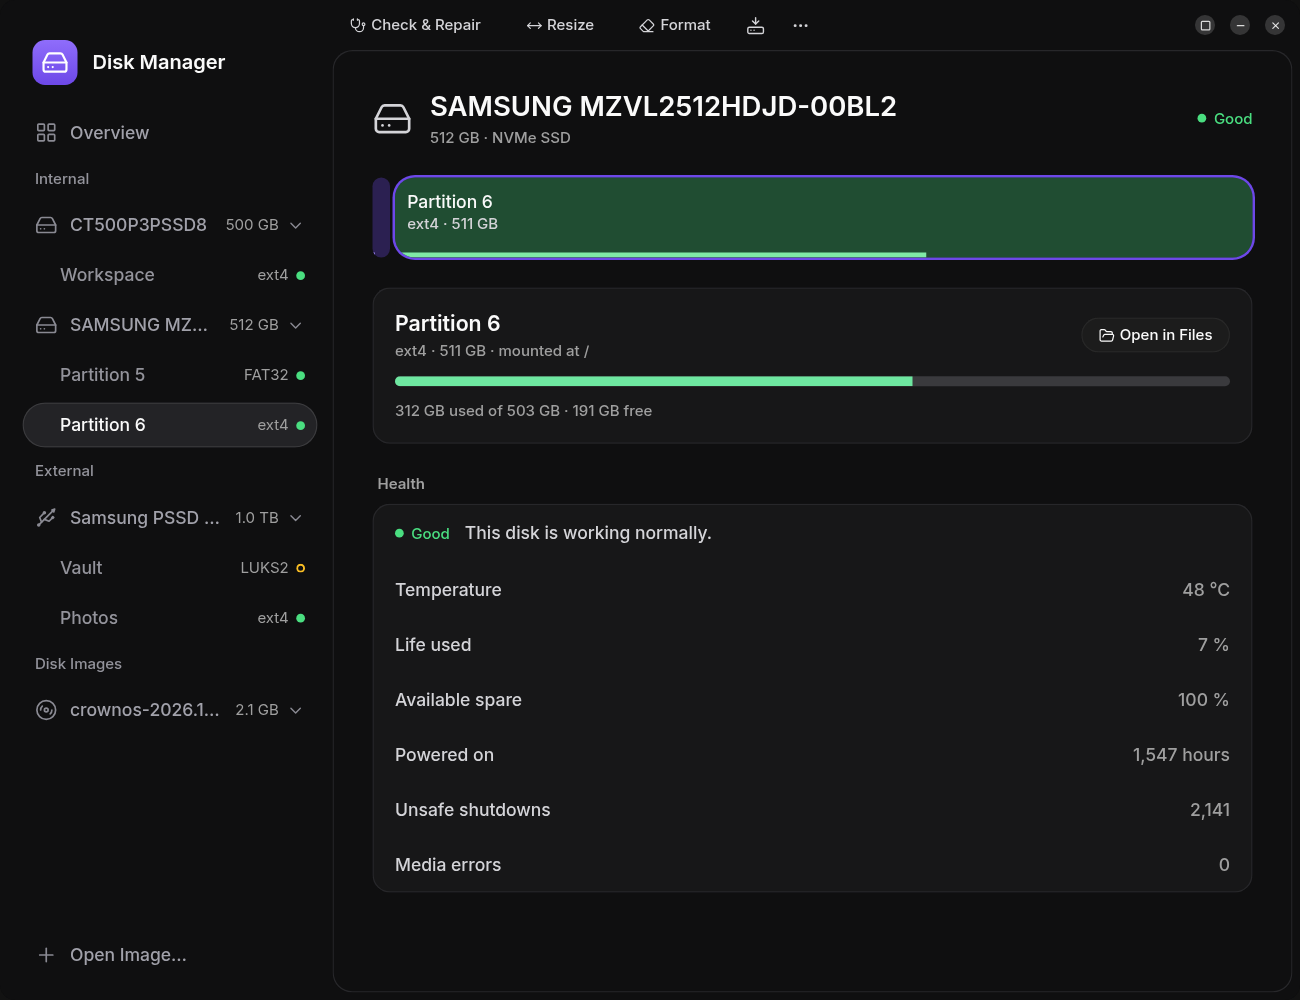 Check & Repair
Resize
Format
Disk Manager
Overview
Internal
CT500P3PSSD8 500 GB
Workspace ext4
SAMSUNG MZ... 512 GB
Partition 5 FAT32
Partition 6 ext4
External
Samsung PSSD ... 1.0 TB
Vault LUKS2
Photos ext4
Disk Images
crownos-2026.1... 2.1 GB
Open Image...
SAMSUNG MZVL2512HDJD-00BL2
512 GB · NVMe SSD
Good
Partition 6
ext4 · 511 GB
Partition 6
ext4 · 511 GB · mounted at /
Open in Files
312 GB used of 503 GB · 191 GB free
Health
Good This disk is working normally.
Temperature 48 °C
Life used 7 %
Available spare 100 %
Powered on 1,547 hours
Unsafe shutdowns 2,141
Media errors 0